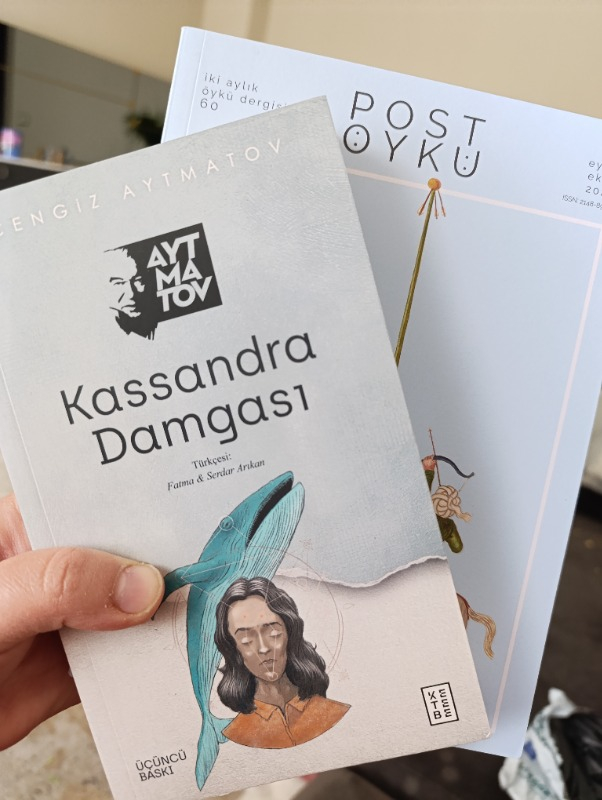 CENGİZ AYTMATOV
AYT
MA
TOV
Kassandra
Damgası
Türkçesi:
Fatma & Serdar Arıkan
ÜÇÜNCÜ
BASKI
KETEBE
iki aylık
öykü dergisi
60
POST
ÖYKÜ